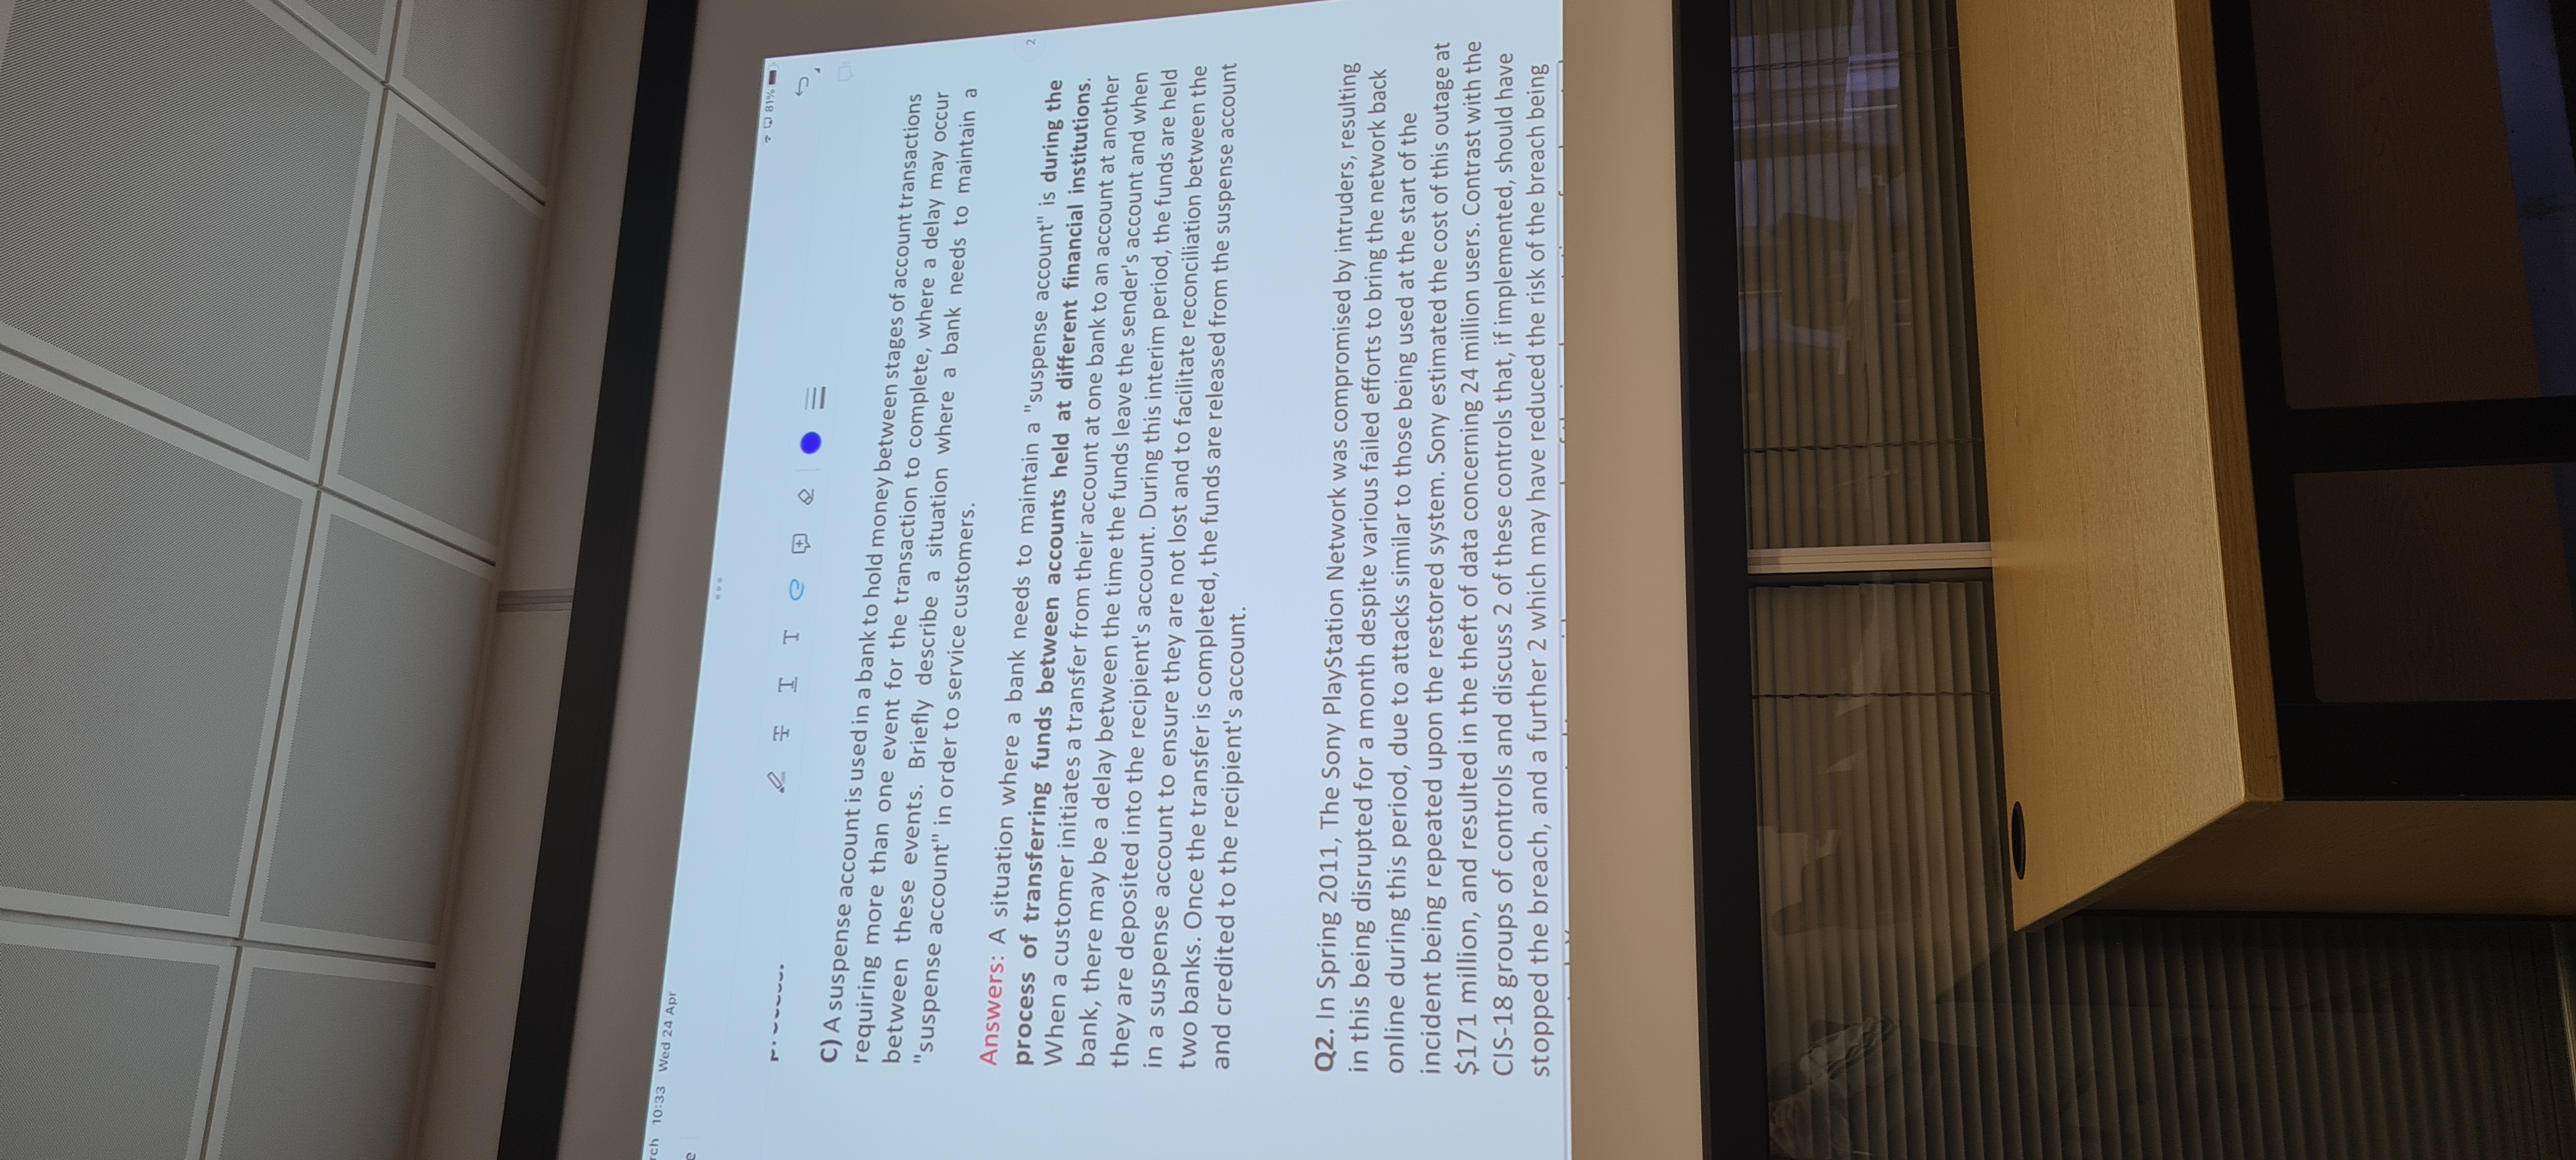 10:33 Wed 24 Apr
81%
C) A suspense account is used in a bank to hold money between stages of account transactions
requiring more than one event for the transaction to complete, where a delay may occur
between these events. Briefly describe a situation where a bank needs to maintain a
"suspense account" in order to service customers.
2
Answers: A situation where a bank needs to maintain a "suspense account" is during the
process of transferring funds between accounts held at different financial institutions.
When a customer initiates a transfer from their account at one bank to an account at another
bank, there may be a delay between the time the funds leave the sender's account and when
they are deposited into the recipient's account. During this interim period, the funds are held
in a suspense account to ensure they are not lost and to facilitate reconciliation between the
two banks. Once the transfer is completed, the funds are released from the suspense account
and credited to the recipient's account.
Q2. In Spring 2011, The Sony PlayStation Network was compromised by intruders, resulting
in this being disrupted for a month despite various failed efforts to bring the network back
online during this period, due to attacks similar to those being used at the start of the
incident being repeated upon the restored system. Sony estimated the cost of this outage at
$171 million, and resulted in the theft of data concerning 24 million users. Contrast with the
CIS-18 groups of controls and discuss 2 of these controls that, if implemented, should have
stopped the breach, and a further 2 which may have reduced the risk of the breach being